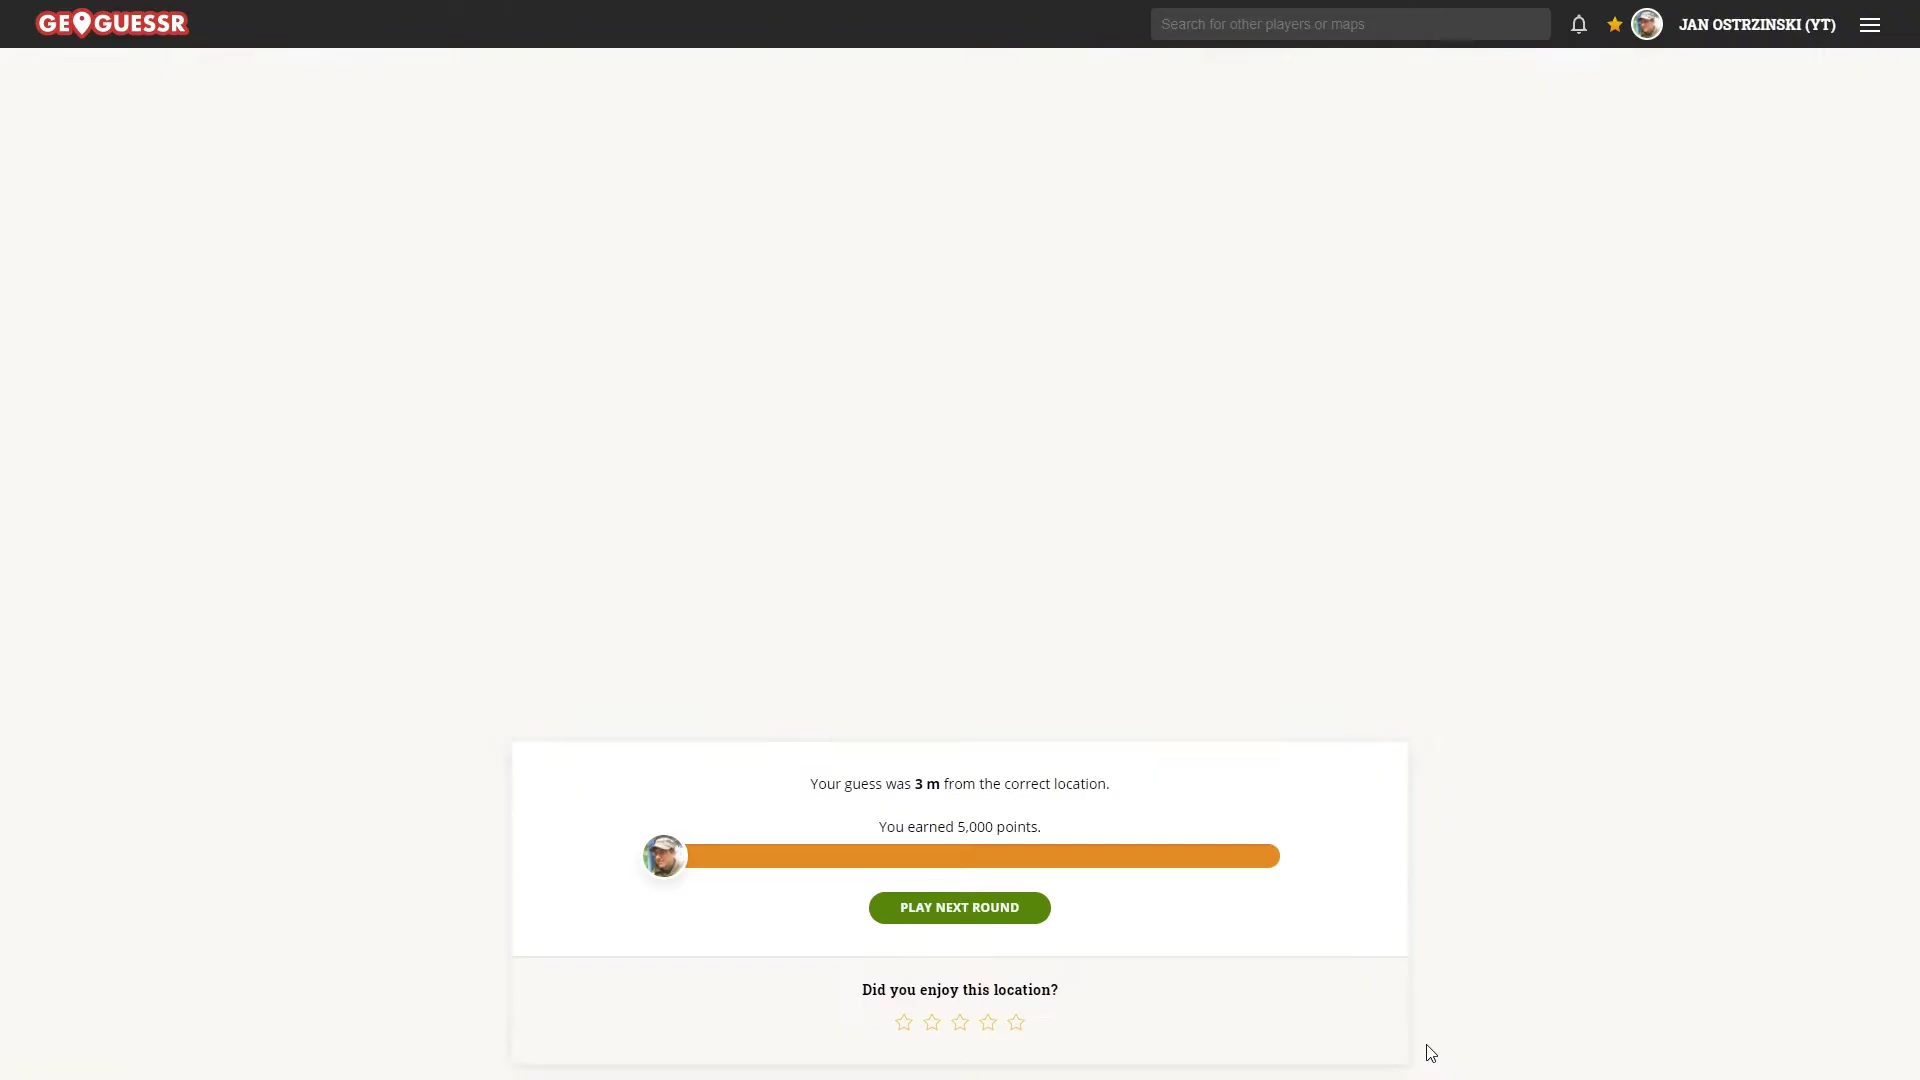 GEOGUESSR
Search for other players or maps
JAN OSTRZINSKI (YT)
Your guess was 3 m from the correct location.
You earned 5,000 points.
PLAY NEXT ROUND
Did you enjoy this location?